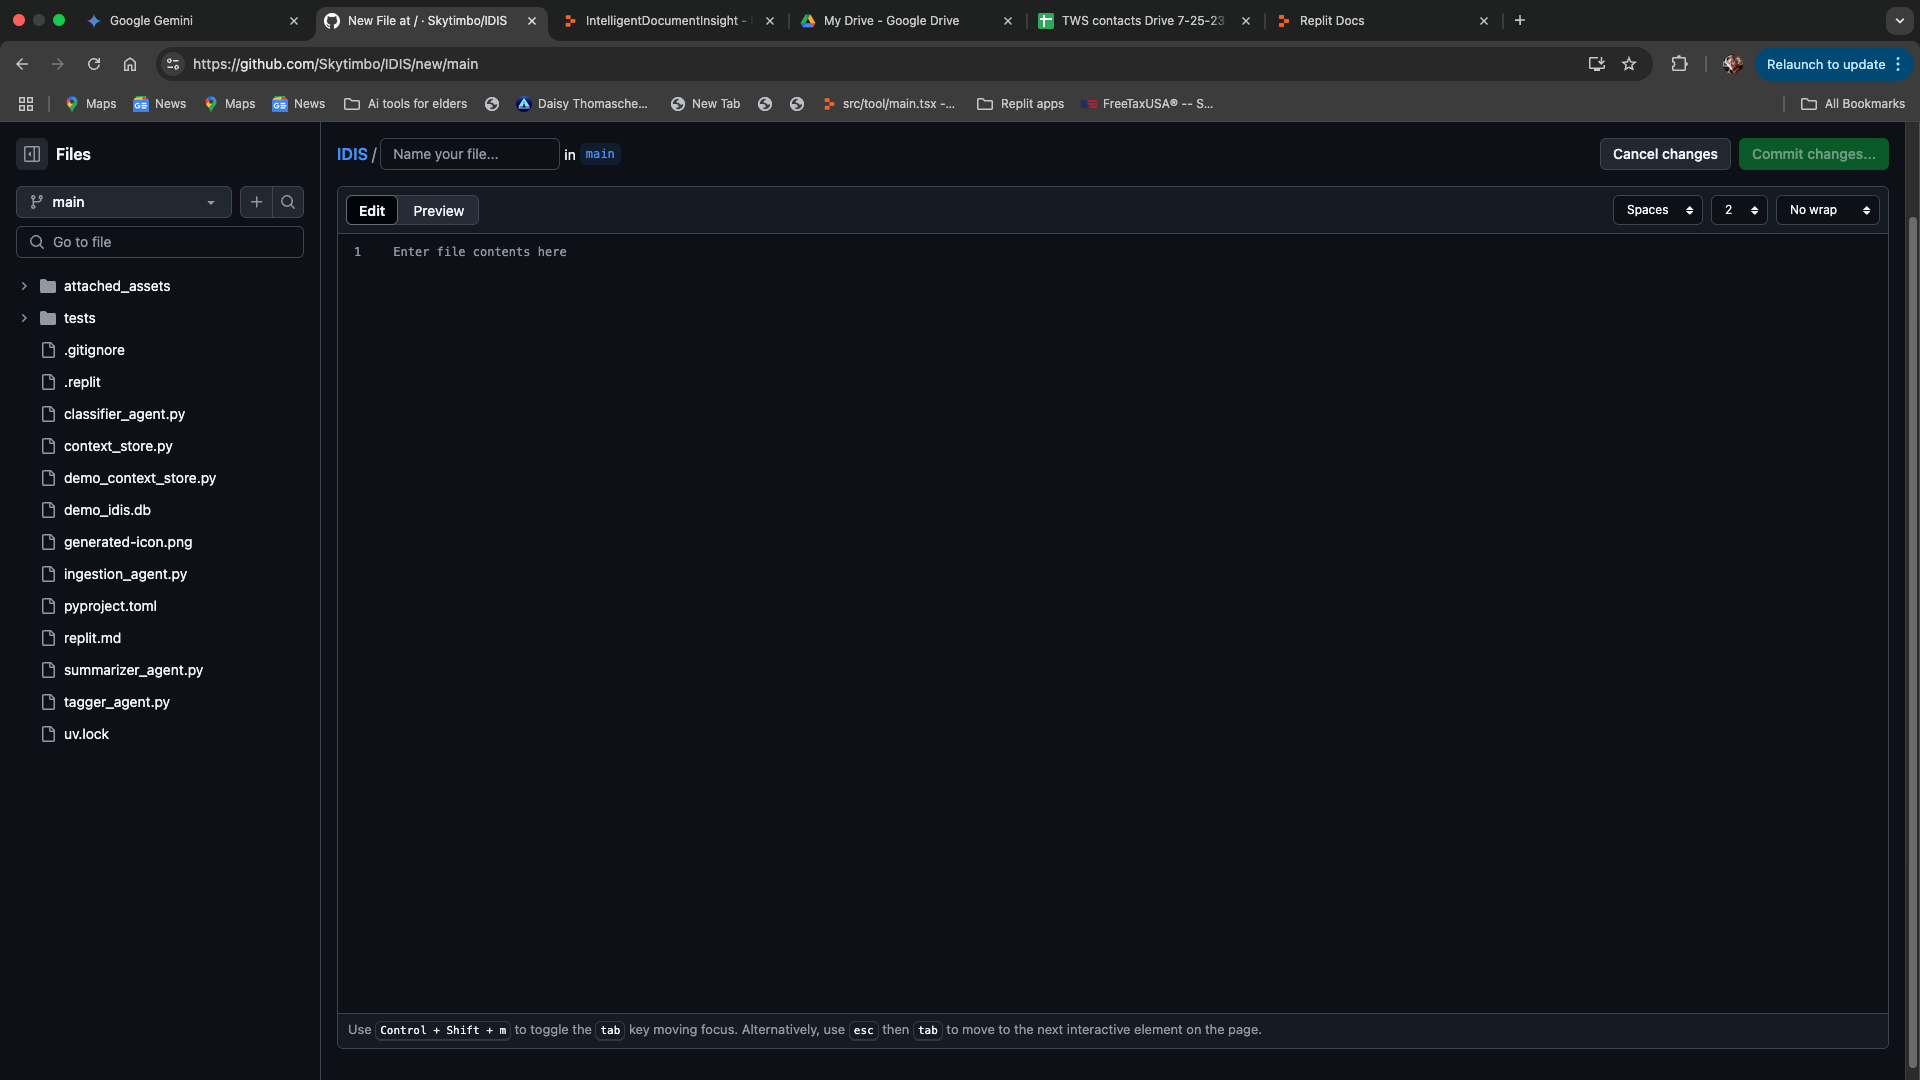 Google Gemini
New File at / · Skytimbo/IDIS
IntelligentDocumentInsight -
My Drive - Google Drive
TWS contacts Drive 7-25-23
Replit Docs
https://github.com/Skytimbo/IDIS/new/main
Relaunch to update
Maps
News
Maps
News
Ai tools for elders
Daisy Thomasche...
New Tab
src/tool/main.tsx -...
Replit apps
FreeTaxUSA® -- S...
All Bookmarks
Files
IDIS / Name your file... in main
Cancel changes
Commit changes...
main
Edit
Preview
Spaces
2
No wrap
Go to file
1 Enter file contents here
attached_assets
tests
.gitignore
.replit
classifier_agent.py
context_store.py
demo_context_store.py
demo_idis.db
generated-icon.png
ingestion_agent.py
pyproject.toml
replit.md
summarizer_agent.py
tagger_agent.py
uv.lock
Use Control + Shift + m to toggle the tab key moving focus. Alternatively, use esc then tab to move to the next interactive element on the page.